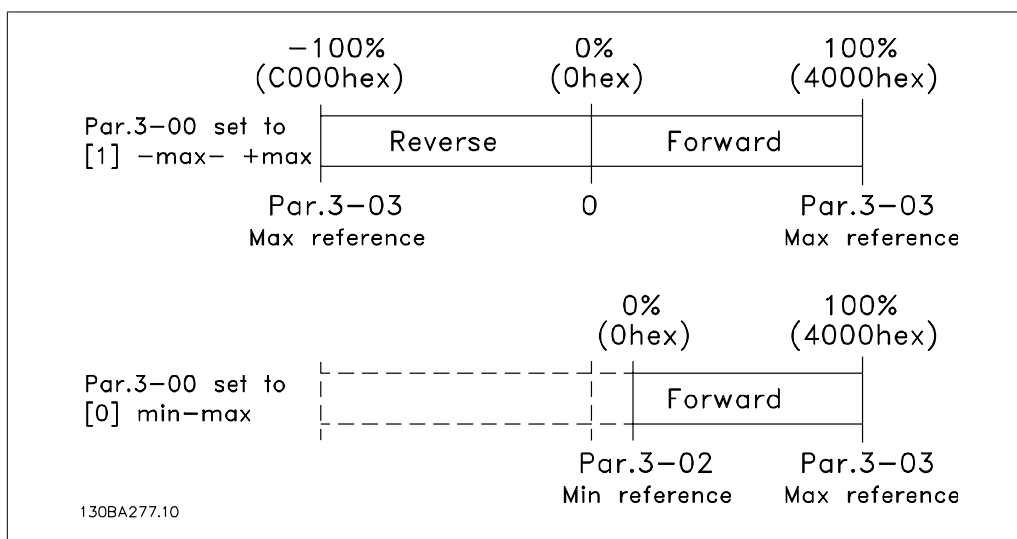 -100% 0% 100%
(C000hex) (0hex) (4000hex)
Par.3-00 set to
[1] -max- +max
Reverse Forward
Par.3-03 0 Par.3-03
Max reference Max reference
0% 100%
(0hex) (4000hex)
Par.3-00 set to
[0] min-max
Forward
Par.3-02 Par.3-03
Min reference Max reference
130BA277.10